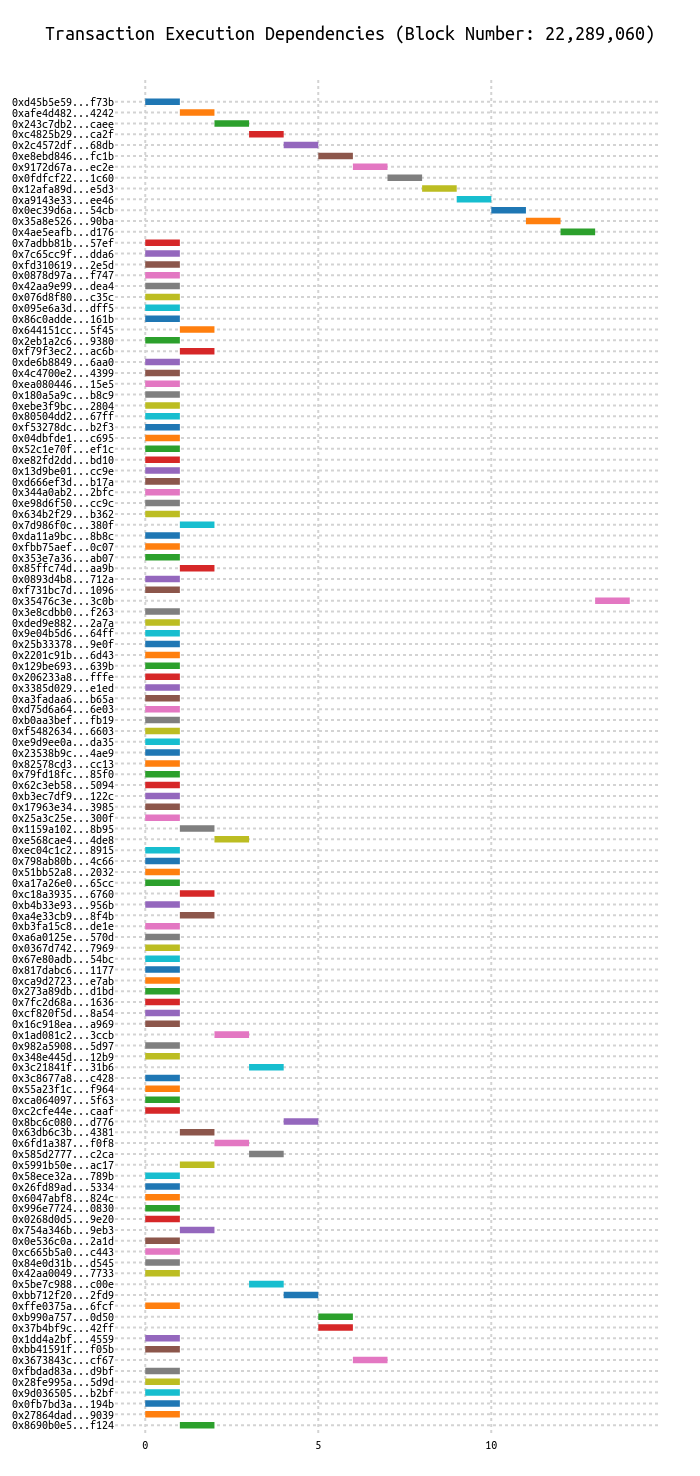 Transaction Execution Dependencies (Block Number: 22,289,060)
0xd45b5e59...f73b
0xafe4d482...4242
0x243c7db2...caee
0xc4825b29...ca2f
0x2c4572df...68db
0xe8ebd846...fc1b
0x9172d67a...ec2e
0x0fdfcf22...1c60
0x12afa89d...e5d3
0xa9143e33...ee46
0x0ec39d6a...54cb
0x35a8e526...90ba
0x4ae5eafb...d176
0x7adbb81b...57ef
0x7c65cc9f...dda6
0xfd310619...2e5d
0x0878d97a...f747
0x42aa9e99...dea4
0x076d8f80...c35c
0x095e6a3d...dff5
0x86c0adde...161b
0x644151cc...5f45
0x2eb1a2c6...9380
0xf79f3ec2...ac6b
0xde6b8849...6aa0
0x4c4700e2...4399
0xea080446...15e5
0x180a5a9c...b8c9
0xebe3f9bc...2804
0x80504dd2...67ff
0xf53278dc...b2f3
0x04dbfde1...c695
0x52c1e70f...ef1c
0xe82fd2dd...bd10
0x13d9be01...cc9e
0xd666ef3d...b17a
0x344a0ab2...2bfc
0xe98d6f50...cc9c
0x634b2f29...b362
0x7d986f0c...380f
0xda11a9bc...8b8c
0xfbb75aef...0c07
0x353e7a36...ab07
0x85ffc74d...aa9b
0x0893d4b8...712a
0xf731bc7d...1096
0x35476c3e...3c0b
0x3e8cdbb0...f263
0xded9e882...2a7a
0x9e04b5d6...64ff
0x25b33378...9e0f
0x2201c91b...6d43
0x129be693...639b
0x206233a8...fffe
0x3385d029...e1ed
0xa3fadaa6...b65a
0xd75d6a64...6e03
0xb0aa3bef...fb19
0xf5482634...6603
0xe9d9ee0a...da35
0x23538b9c...4ae9
0x82578cd3...cc13
0x79fd18fc...85f0
0x62c3eb58...5094
0xb3ec7df9...122c
0x17963e34...3985
0x25a3c25e...300f
0x1159a102...8b95
0xe568cae4...4de8
0xec04c1c2...8915
0x798ab80b...4c66
0x51bb52a8...2032
0xa17a26e0...65cc
0xc18a3935...6760
0xb4b33e93...956b
0xa4e33cb9...8f4b
0xb3fa15c8...de1e
0xa6a0125e...570d
0x0367d742...7969
0x67e80adb...54bc
0x817dabc6...1177
0xca9d2723...e7ab
0x273a89db...d1bd
0x7fc2d68a...1636
0xcf820f5d...8a54
0x16c918ea...a969
0x1ad081c2...3ccb
0x982a5908...5d97
0x348e445d...12b9
0x3c21841f...31b6
0x3c8677a8...c428
0x55a23f1c...f964
0xca064097...5f63
0xc2cfe44e...caaf
0x8bc6c080...d776
0x63db6c3b...4381
0x6fd1a387...f0f8
0x585d2777...c2ca
0x5991b50e...ac17
0x58ece32a...789b
0x26fd89ad...5334
0x6047abf8...824c
0x996e7724...0830
0x0268d0d5...9e20
0x754a346b...9eb3
0x0e536c0a...2a1d
0xc665b5a0...c443
0x84e0d31b...d545
0x42aa0049...7733
0x5be7c988...c00e
0xbb712f20...2fd9
0xffe0375a...6fcf
0xb990a757...0d50
0x37b4bf9c...42ff
0x1dd4a2bf...4559
0xbb41591f...f05b
0x3673843c...cf67
0xfbdad83a...d9bf
0x28fe995a...5d9d
0x9d036505...b2bf
0x0fb7bd3a...194b
0x27864dad...9039
0x8690b0e5...f124
0 5 10